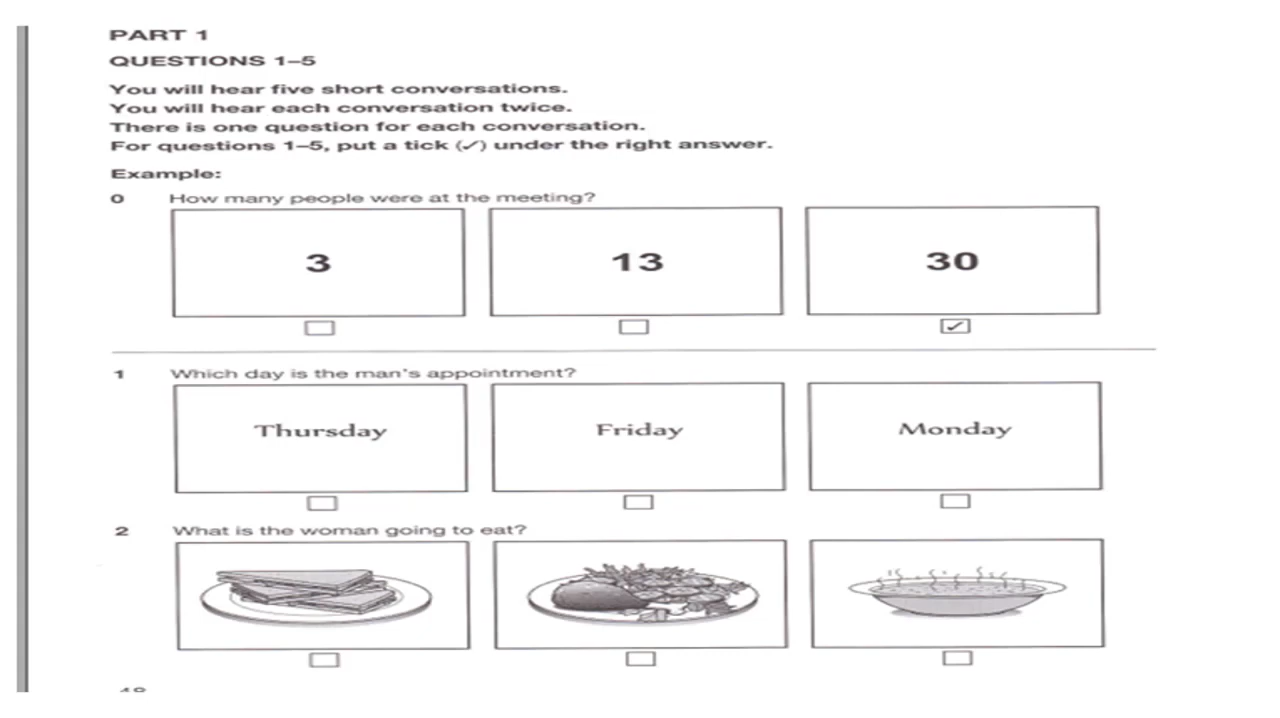 PART 1
QUESTIONS 1–5
You will hear five short conversations.
You will hear each conversation twice.
There is one question for each conversation.
For questions 1–5, put a tick (✓) under the right answer.
Example:
0 How many people were at the meeting?
3 13 30
✓
1 Which day is the man's appointment?
Thursday Friday Monday
2 What is the woman going to eat?